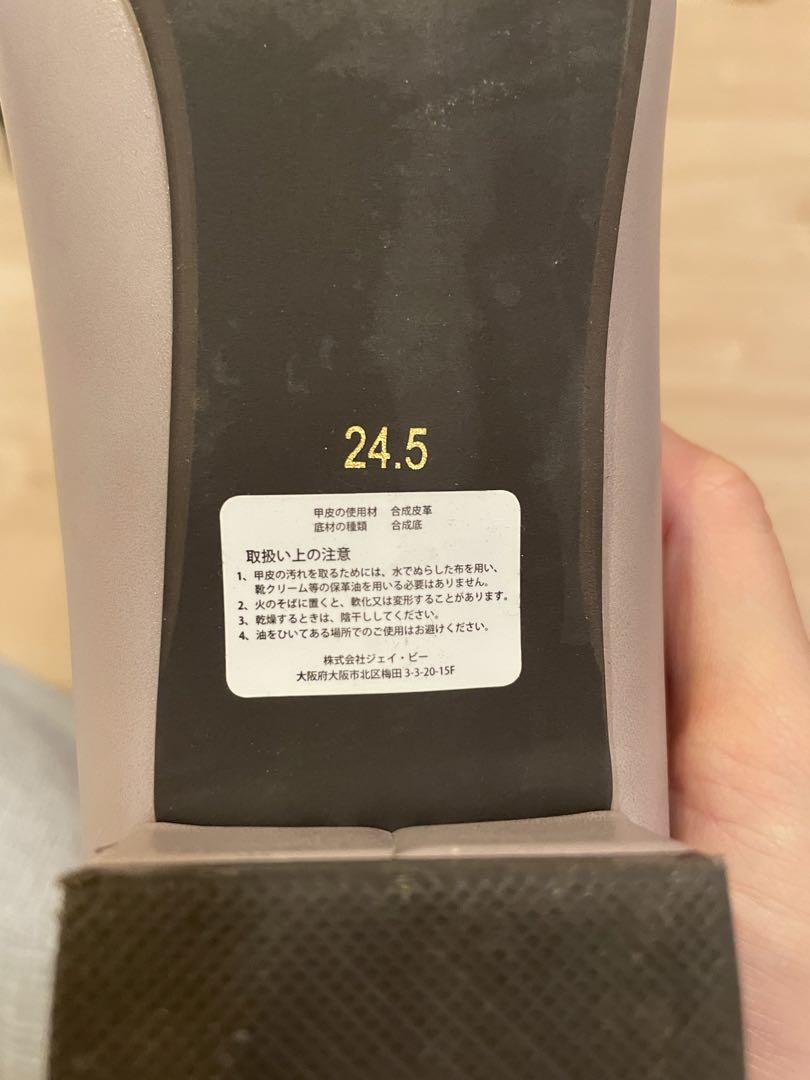 24.5
甲皮の使用材 合成皮革
底材の種類 合成底
取扱い上の注意
1、甲皮の汚れを取るためには、水でぬらした布を用い、
靴クリーム等の保革油を用いる必要はありません。
2、火のそばに置くと、軟化又は変形することがあります。
3、乾燥するときは、陰干ししてください。
4、油をひいてある場所でのご使用はお避けください。
株式会社ジェイ・ビー
大阪府大阪市北区梅田 3-3-20-15F